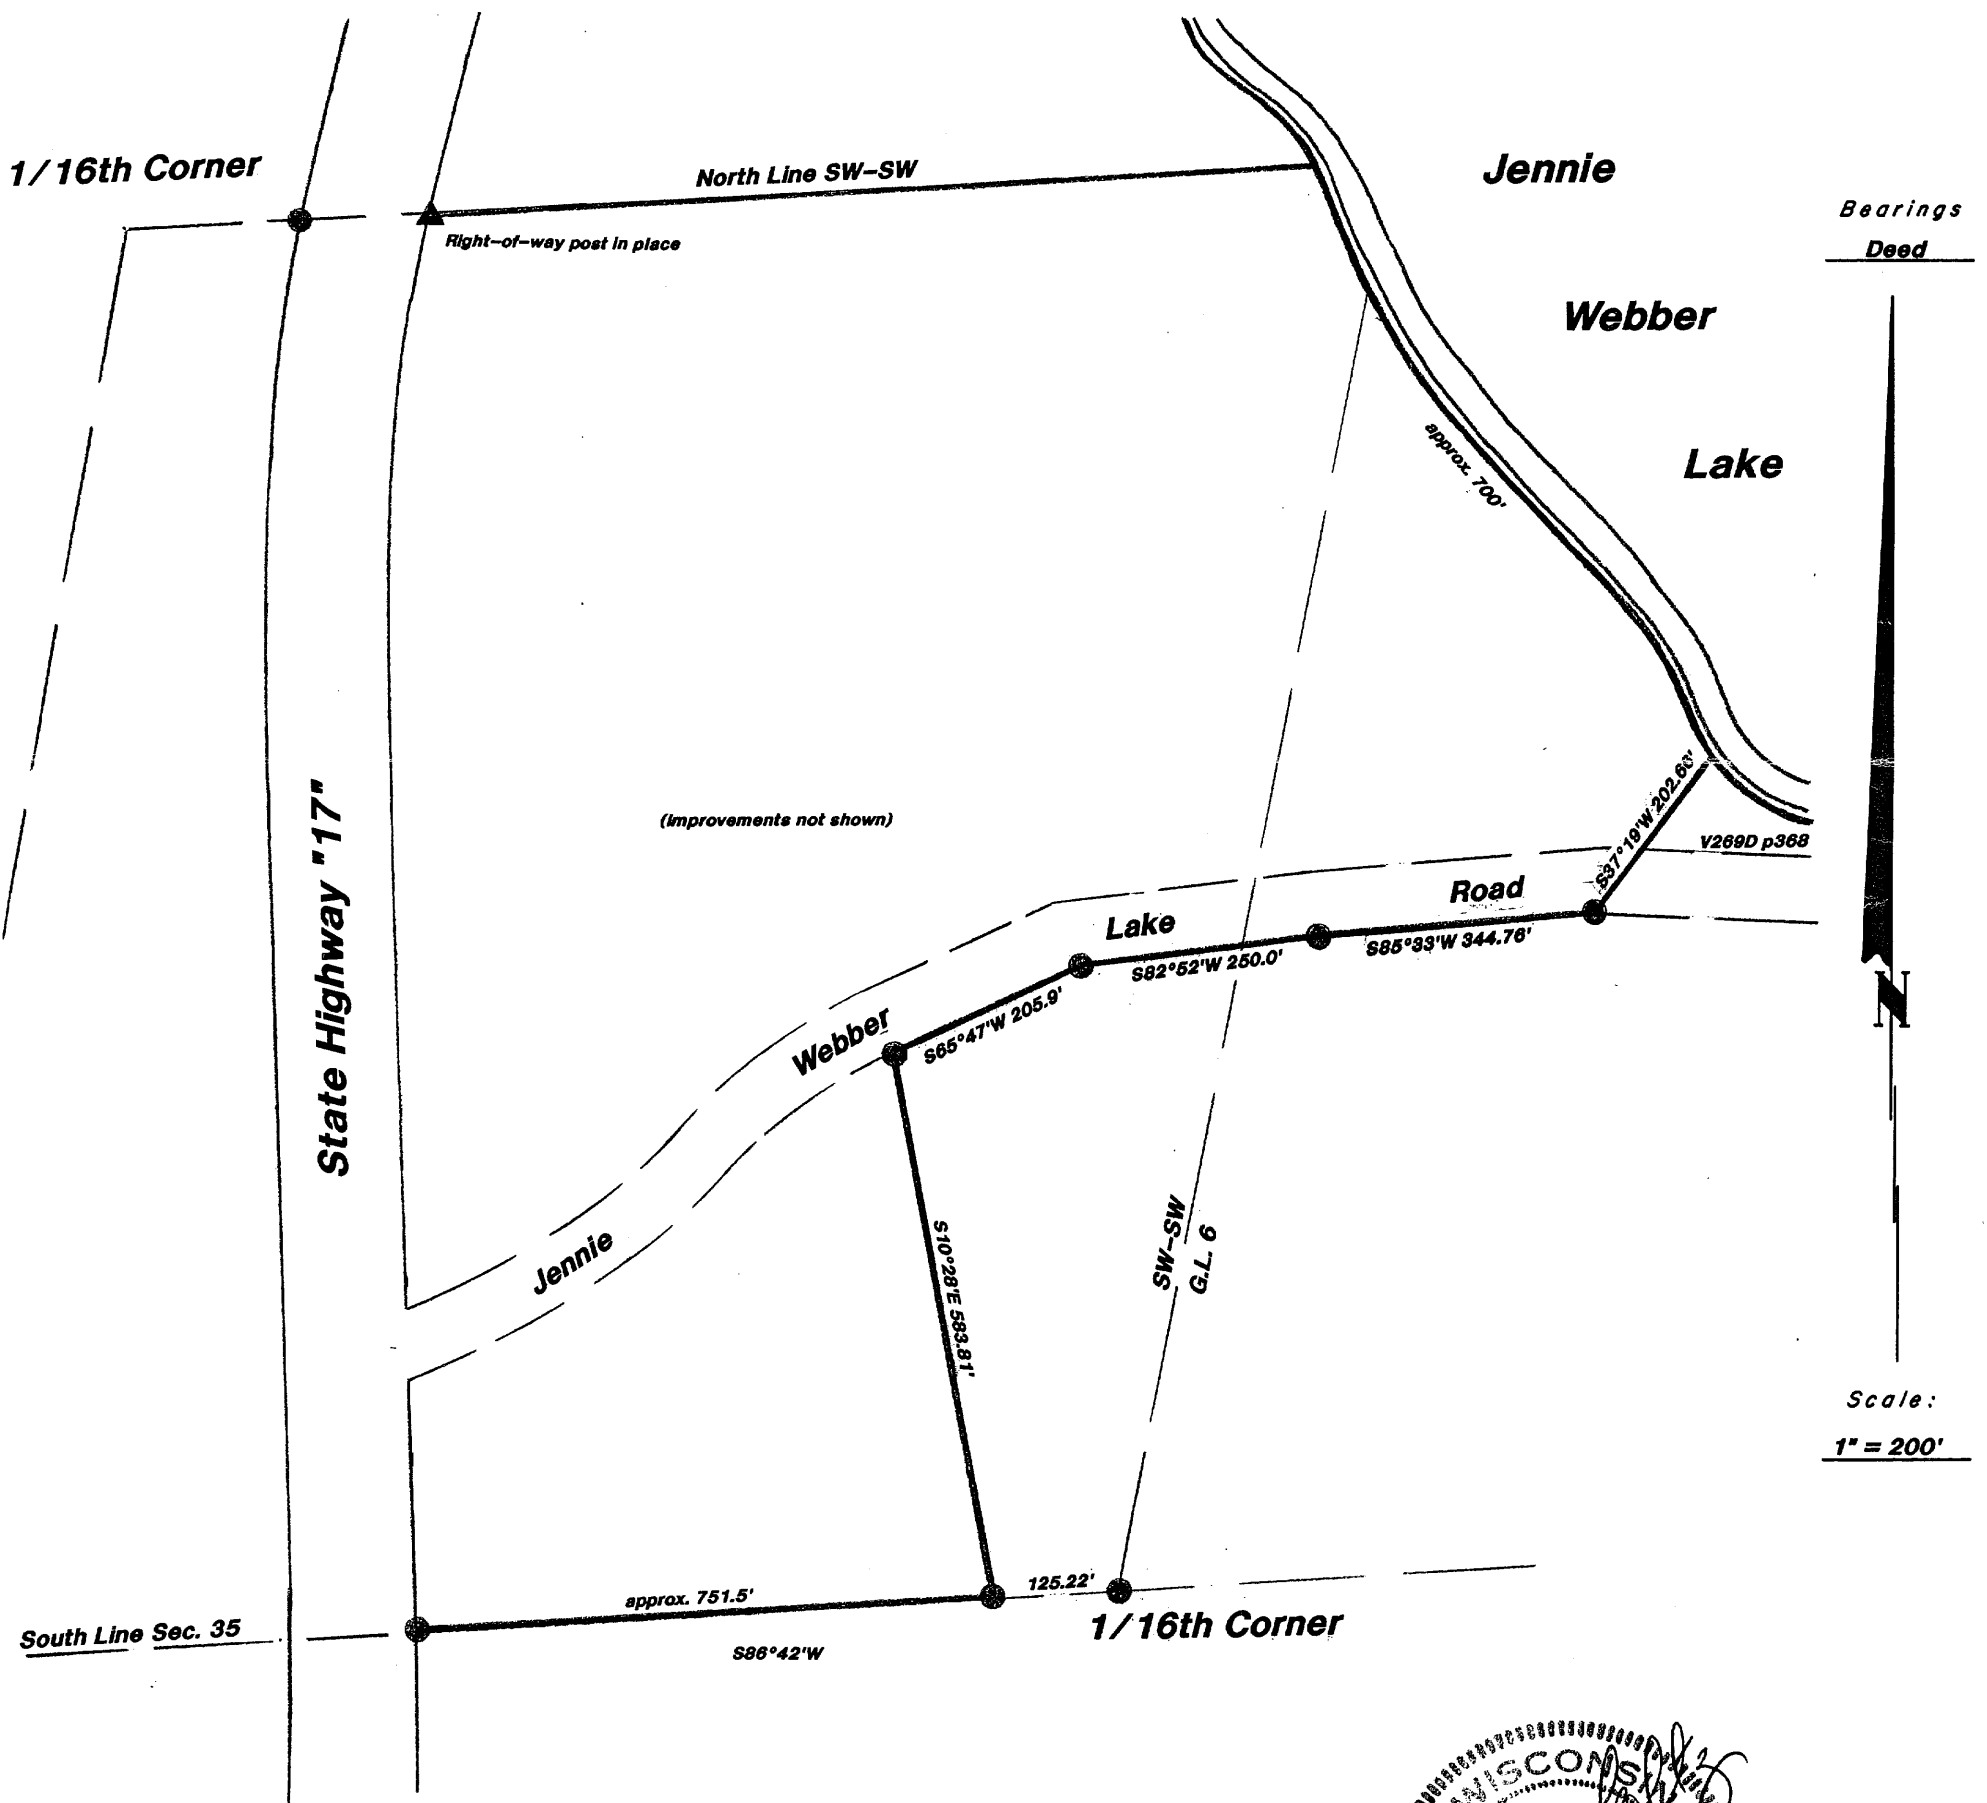 1/16th Corner
North Line SW-SW
Right-of-way post in place
Jennie
Webber
Lake
Bearings
Deed
approx. 700'
State Highway "17"
(Improvements not shown)
S37°19'W 202.63'
V269D p368
Jennie Webber Lake Road
S85°33'W 344.76'
S82°52'W 250.0'
S65°47'W 205.9'
N
S10°28'E 583.81'
SW-SW
G.L. 6
Scale:
1" = 200'
approx. 751.5'
125.22'
1/16th Corner
South Line Sec. 35
S86°42'W
WISCONS